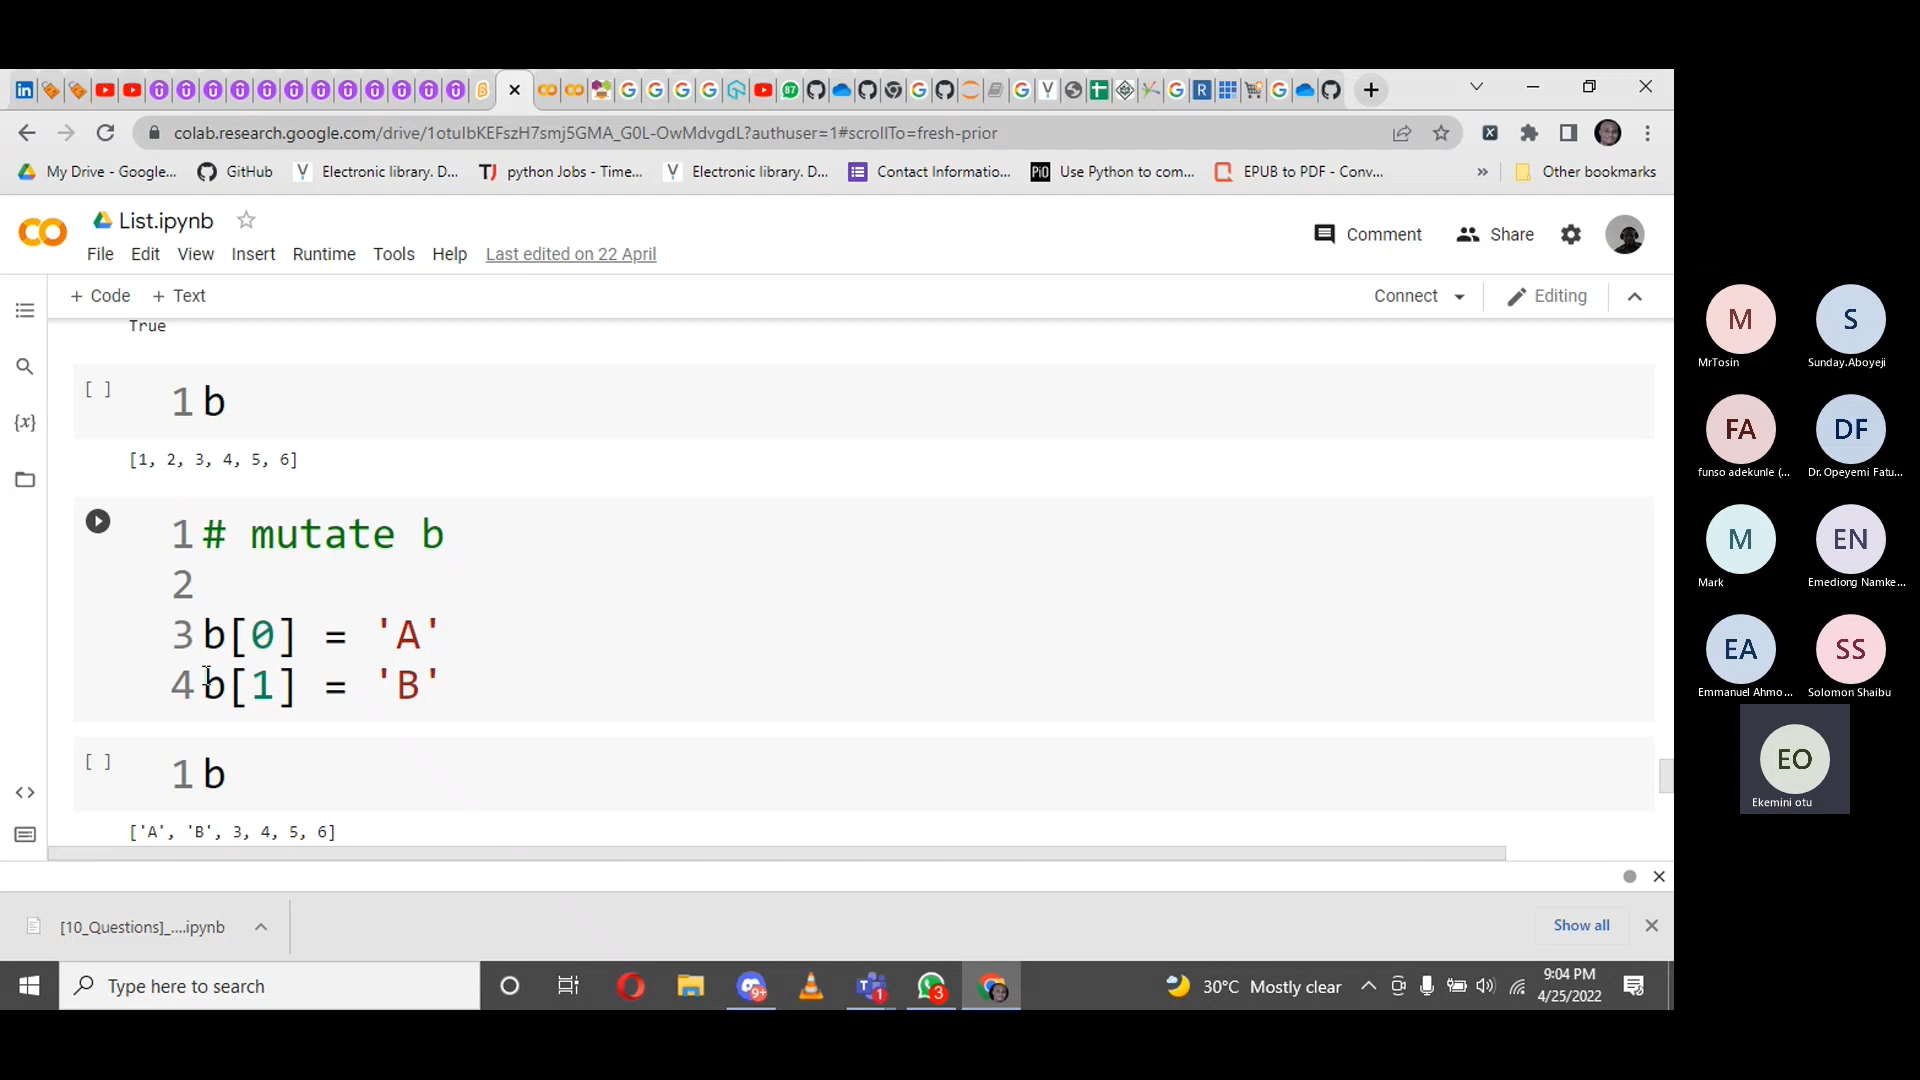 colab.research.google.com/drive/1otuIbKEFszH7smj5GMA_G0L-OwMdvgdL?authuser=1#scrollTo=fresh-prior
My Drive - Google... GitHub Electronic library. D... TJ python Jobs - Time... Electronic library. D... Contact Informatio... PiO Use Python to com... EPUB to PDF - Conv... » Other bookmarks
List.ipynb
Comment Share
File Edit View Insert Runtime Tools Help Last edited on 22 April
+ Code + Text Connect Editing
True
[ ] 1 b
[1, 2, 3, 4, 5, 6]
1 # mutate b
2
3 b[0] = 'A'
4 b[1] = 'B'
[ ] 1 b
['A', 'B', 3, 4, 5, 6]
[10_Questions]_....ipynb Show all
Type here to search 9+ 1 3 30°C Mostly clear 9:04 PM
4/25/2022
M S
MrTosin Sunday.Aboyeji
FA DF
funso adekunle (... Dr. Opeyemi Fatu...
M EN
Mark Emediong Namke...
EA SS
Emmanuel Ahmo... Solomon Shaibu
EO
Ekemini otu